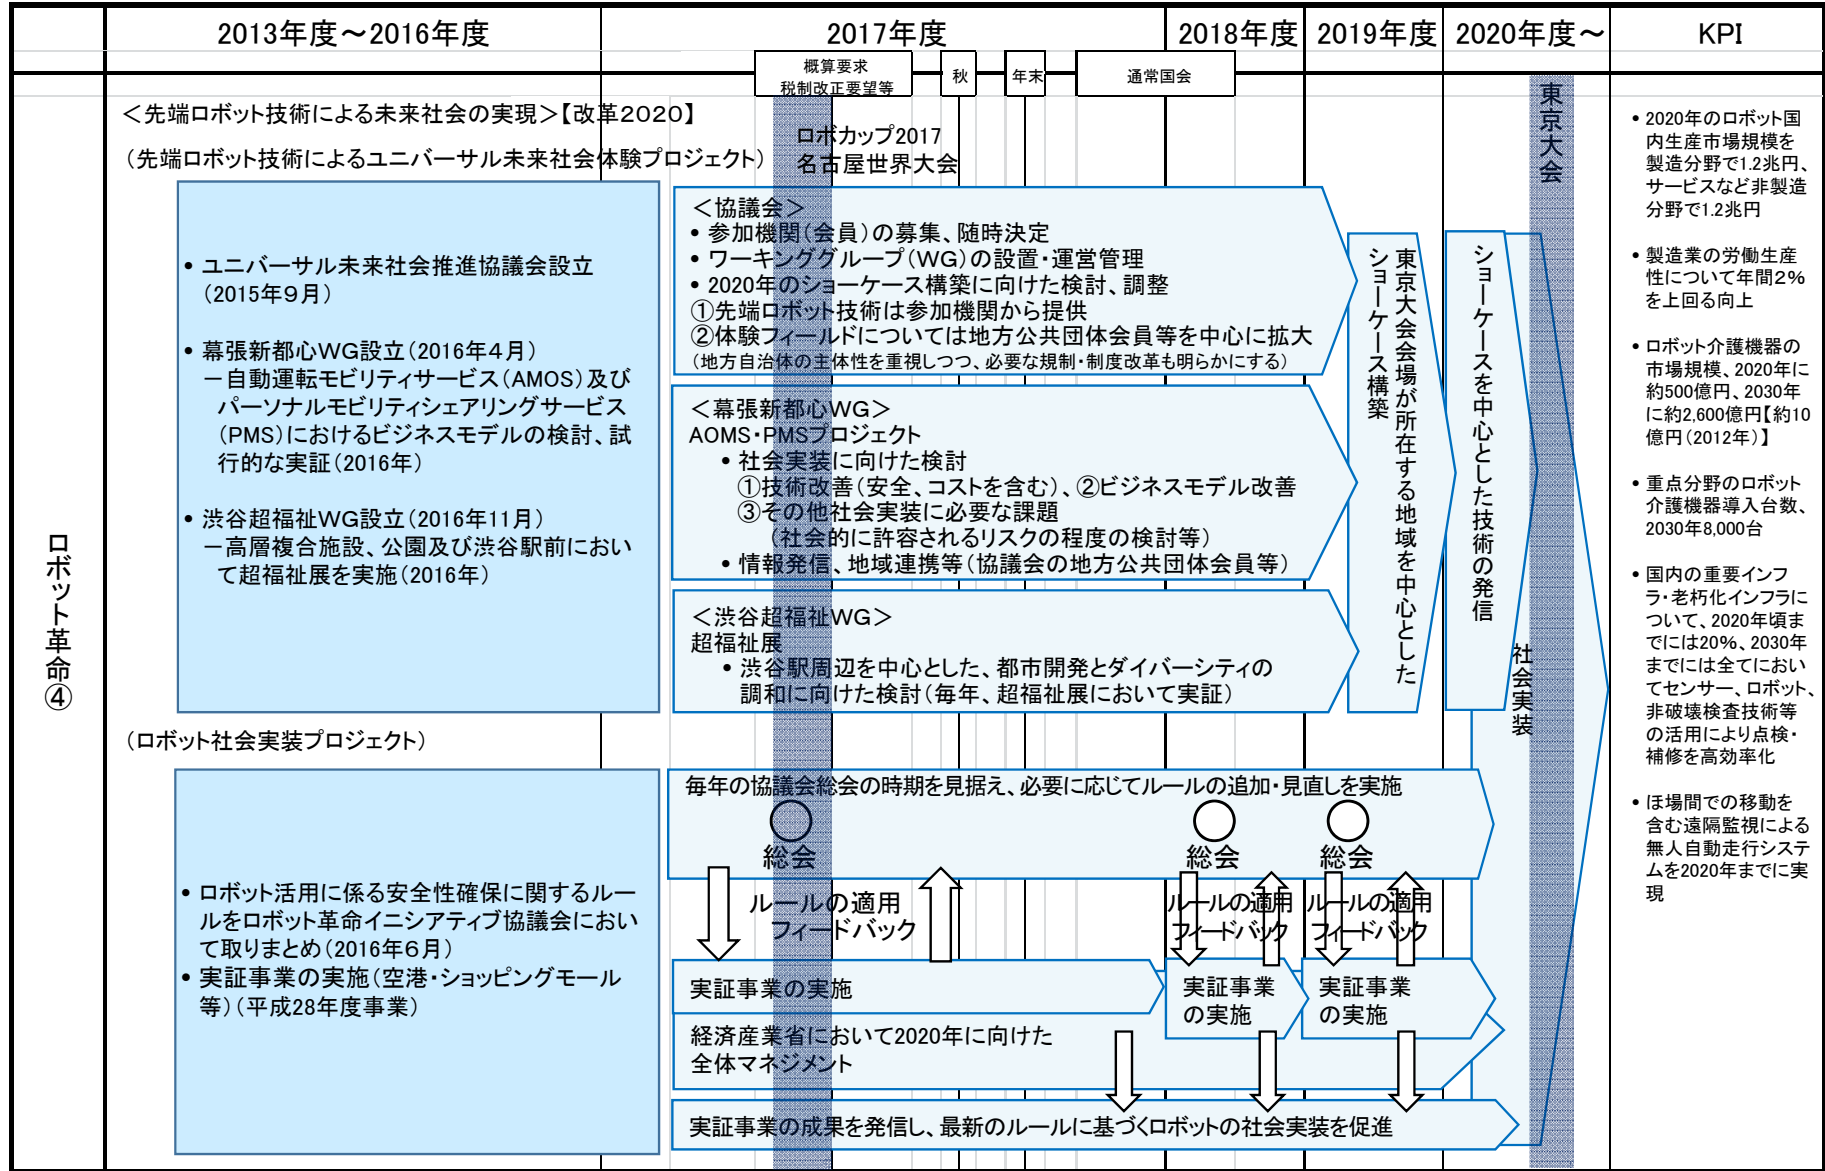 2013年度～2016年度
2017年度
2018年度
2019年度
2020年度～
KPI
概算要求
税制改正要望等
秋
年末
通常国会
ロボット革命④
＜先端ロボット技術による未来社会の実現＞【改革2020】
（先端ロボット技術によるユニバーサル未来社会体験プロジェクト）
ロボカップ2017
名古屋世界大会
• ユニバーサル未来社会推進協議会設立
（2015年９月）
• 幕張新都心WG設立（2016年４月）
－自動運転モビリティサービス（AMOS）及び
パーソナルモビリティシェアリングサービス
（PMS）におけるビジネスモデルの検討、試
行的な実証（2016年）
• 渋谷超福祉WG設立（2016年11月）
－高層複合施設、公園及び渋谷駅前におい
て超福祉展を実施（2016年）
＜協議会＞
• 参加機関（会員）の募集、随時決定
• ワーキンググループ（WG）の設置・運営管理
• 2020年のショーケース構築に向けた検討、調整
①先端ロボット技術は参加機関から提供
②体験フィールドについては地方公共団体会員等を中心に拡大
（地方自治体の主体性を重視しつつ、必要な規制・制度改革も明らかにする）
＜幕張新都心WG＞
AOMS・PMSプロジェクト
• 社会実装に向けた検討
①技術改善（安全、コストを含む）、②ビジネスモデル改善
③その他社会実装に必要な課題
（社会的に許容されるリスクの程度の検討等）
• 情報発信、地域連携等（協議会の地方公共団体会員等）
＜渋谷超福祉WG＞
超福祉展
• 渋谷駅周辺を中心とした、都市開発とダイバーシティの
調和に向けた検討（毎年、超福祉展において実証）
東京大会会場が所在する地域を中心とした
ショーケース構築
ショーケースを中心とした技術の発信
社会実装
東京大会
（ロボット社会実装プロジェクト）
• ロボット活用に係る安全性確保に関するルー
ルをロボット革命イニシアティブ協議会におい
て取りまとめ（2016年６月）
• 実証事業の実施（空港・ショッピングモール
等）（平成28年度事業）
毎年の協議会総会の時期を見据え、必要に応じてルールの追加・見直しを実施
総会
総会
総会
ルールの適用
フィードバック
ルールの適用
フィードバック
ルールの適用
フィードバック
実証事業の実施
実証事業
の実施
実証事業
の実施
経済産業省において2020年に向けた
全体マネジメント
実証事業の成果を発信し、最新のルールに基づくロボットの社会実装を促進
• 2020年のロボット国
内生産市場規模を
製造分野で1.2兆円、
サービスなど非製造
分野で1.2兆円
• 製造業の労働生産
性について年間２％
を上回る向上
• ロボット介護機器の
市場規模、2020年に
約500億円、2030年
に約2,600億円【約10
億円（2012年）】
• 重点分野のロボット
介護機器導入台数、
2030年8,000台
• 国内の重要インフ
ラ・老朽化インフラに
ついて、2020年頃ま
でには20％、2030年
までには全てにおい
てセンサー、ロボット、
非破壊検査技術等
の活用により点検・
補修を高効率化
• ほ場間での移動を
含む遠隔監視による
無人自動走行システ
ムを2020年までに実
現